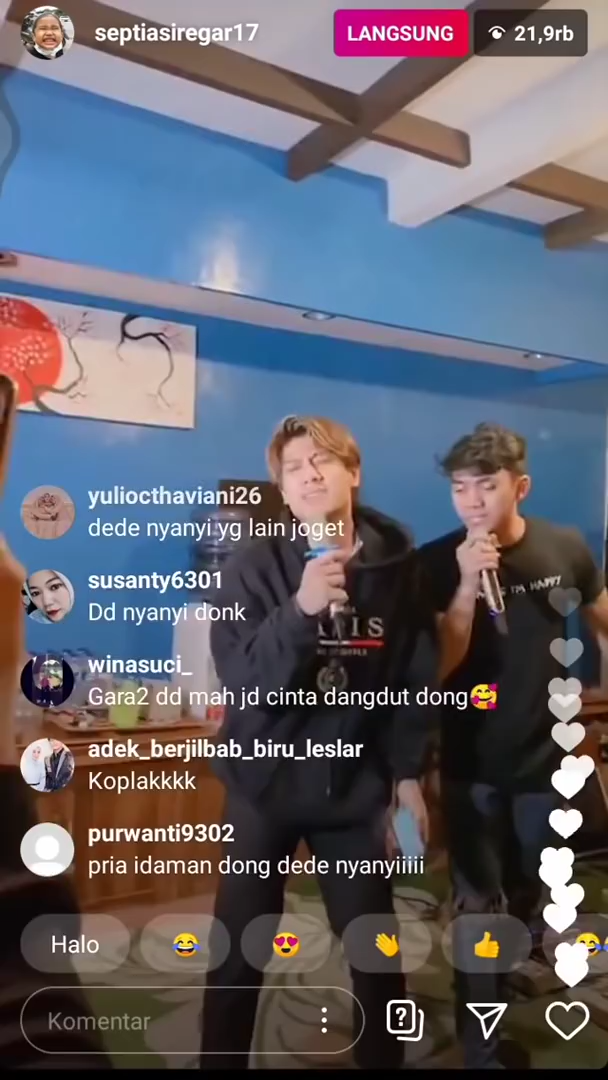 septiasiregar17
LANGSUNG
21,9rb
yuliocthaviani26
dede nyanyi yg lain joget
susanty6301
Dd nyanyi donk
winasuci_
Gara2 dd mah jd cinta dangdut dong🥰
adek_berjilbab_biru_leslar
Koplakkkk
purwanti9302
pria idaman dong dede nyanyiiiii
Halo
Komentar
HAPPY